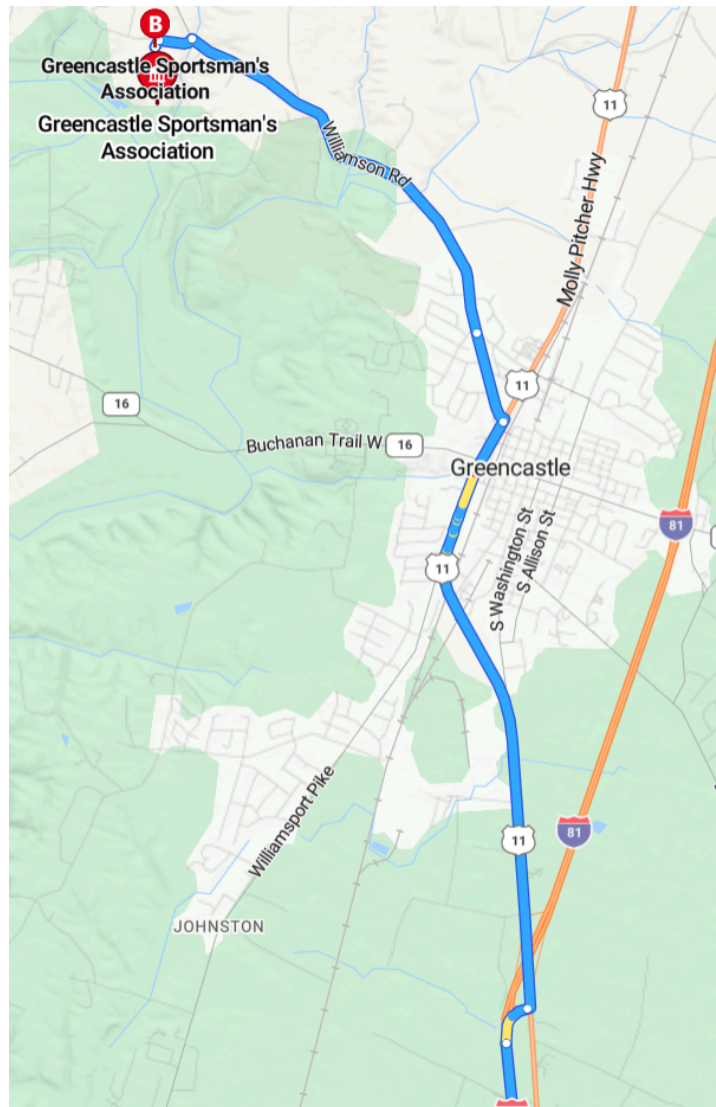 B
Greencastle Sportsman's
Association
Greencastle Sportsman's
Association
11
Williamson Rd
Molly Pitcher Hwy
11
16
Buchanan Trail W
16
Greencastle
81
S Washington St
S Allison St
11
Williamsport Pike
81
11
JOHNSTON